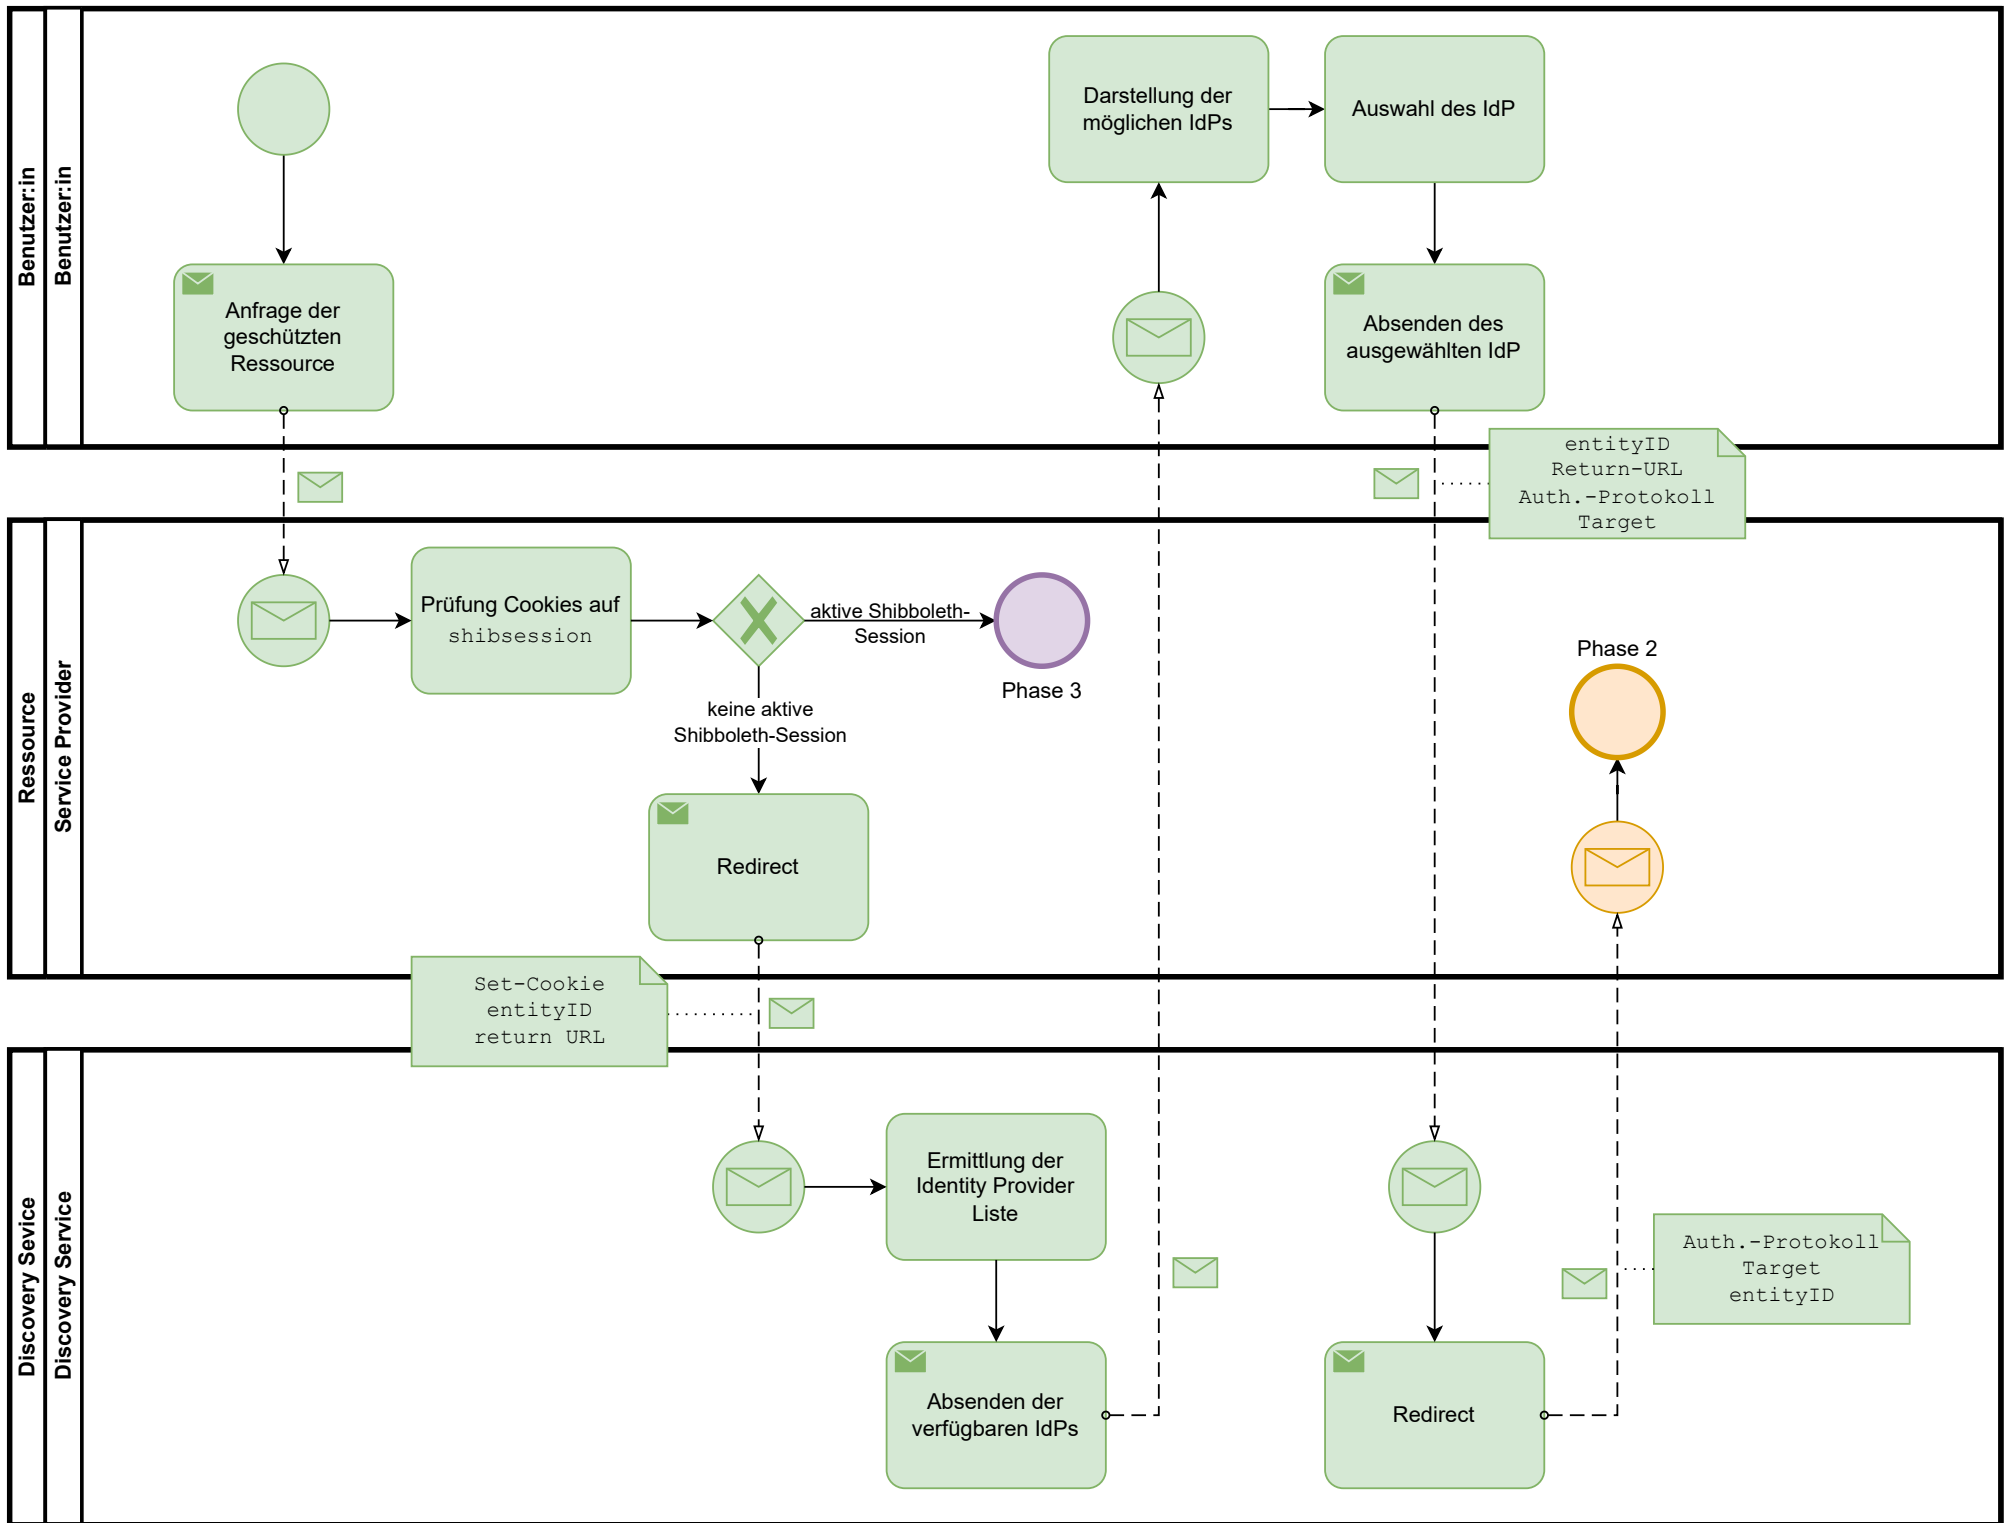 Benutzer:in
Benutzer:in
Anfrage der
geschützten
Ressource
Darstellung der
möglichen IdPs
Auswahl des IdP
Absenden des
ausgewählten IdP
entityID
Return-URL
Auth.-Protokoll
Target
Ressource
Service Provider
Prüfung Cookies auf
shibsession
aktive Shibboleth-
Session
Phase 3
keine aktive
Shibboleth-Session
Redirect
Phase 2
Set-Cookie
entityID
return URL
Discovery Sevice
Discovery Service
Ermittlung der
Identity Provider
Liste
Absenden der
verfügbaren IdPs
Redirect
Auth.-Protokoll
Target
entityID